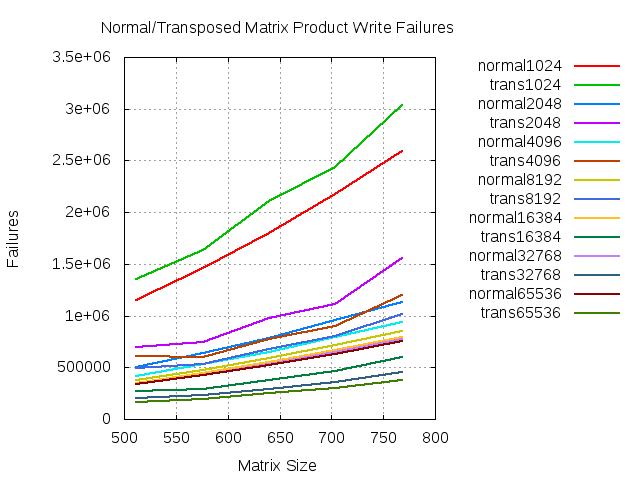 Normal/Transposed Matrix Product Write Failures
3.5e+06
3e+06
2.5e+06
2e+06
1.5e+06
1e+06
500000
0
500 550 600 650 700 750 800
Failures
Matrix Size
normal1024
trans1024
normal2048
trans2048
normal4096
trans4096
normal8192
trans8192
normal16384
trans16384
normal32768
trans32768
normal65536
trans65536